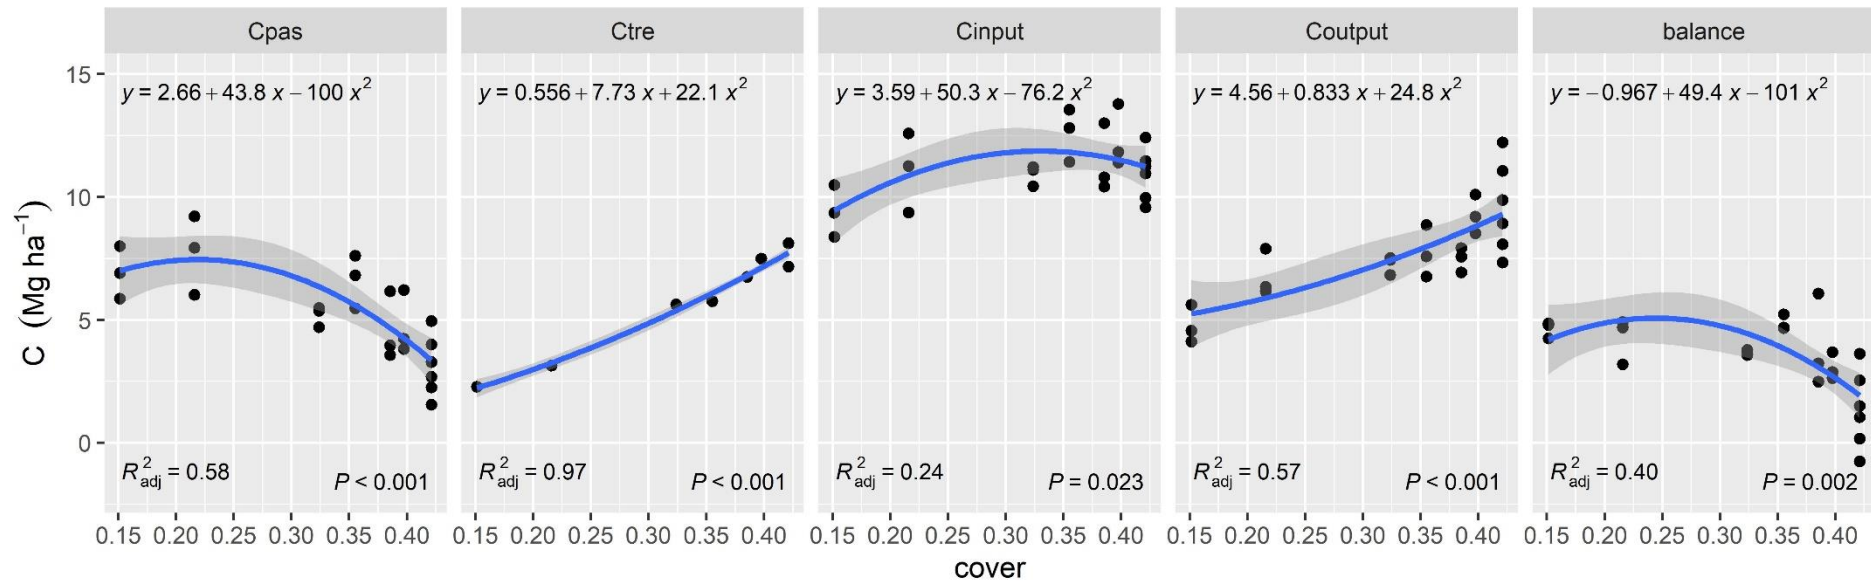 Cpas
Ctre
Cinput
Coutput
balance
y = 2.66 + 43.8 x − 100 x²
y = 0.556 + 7.73 x + 22.1 x²
y = 3.59 + 50.3 x − 76.2 x²
y = 4.56 + 0.833 x + 24.8 x²
y = −0.967 + 49.4 x − 101 x²
15
10
5
0
C (Mg ha⁻¹)
R²adj = 0.58 P < 0.001
R²adj = 0.97 P < 0.001
R²adj = 0.24 P = 0.023
R²adj = 0.57 P < 0.001
R²adj = 0.40 P = 0.002
0.15 0.20 0.25 0.30 0.35 0.40
0.15 0.20 0.25 0.30 0.35 0.40
0.15 0.20 0.25 0.30 0.35 0.40
0.15 0.20 0.25 0.30 0.35 0.40
0.15 0.20 0.25 0.30 0.35 0.40
cover